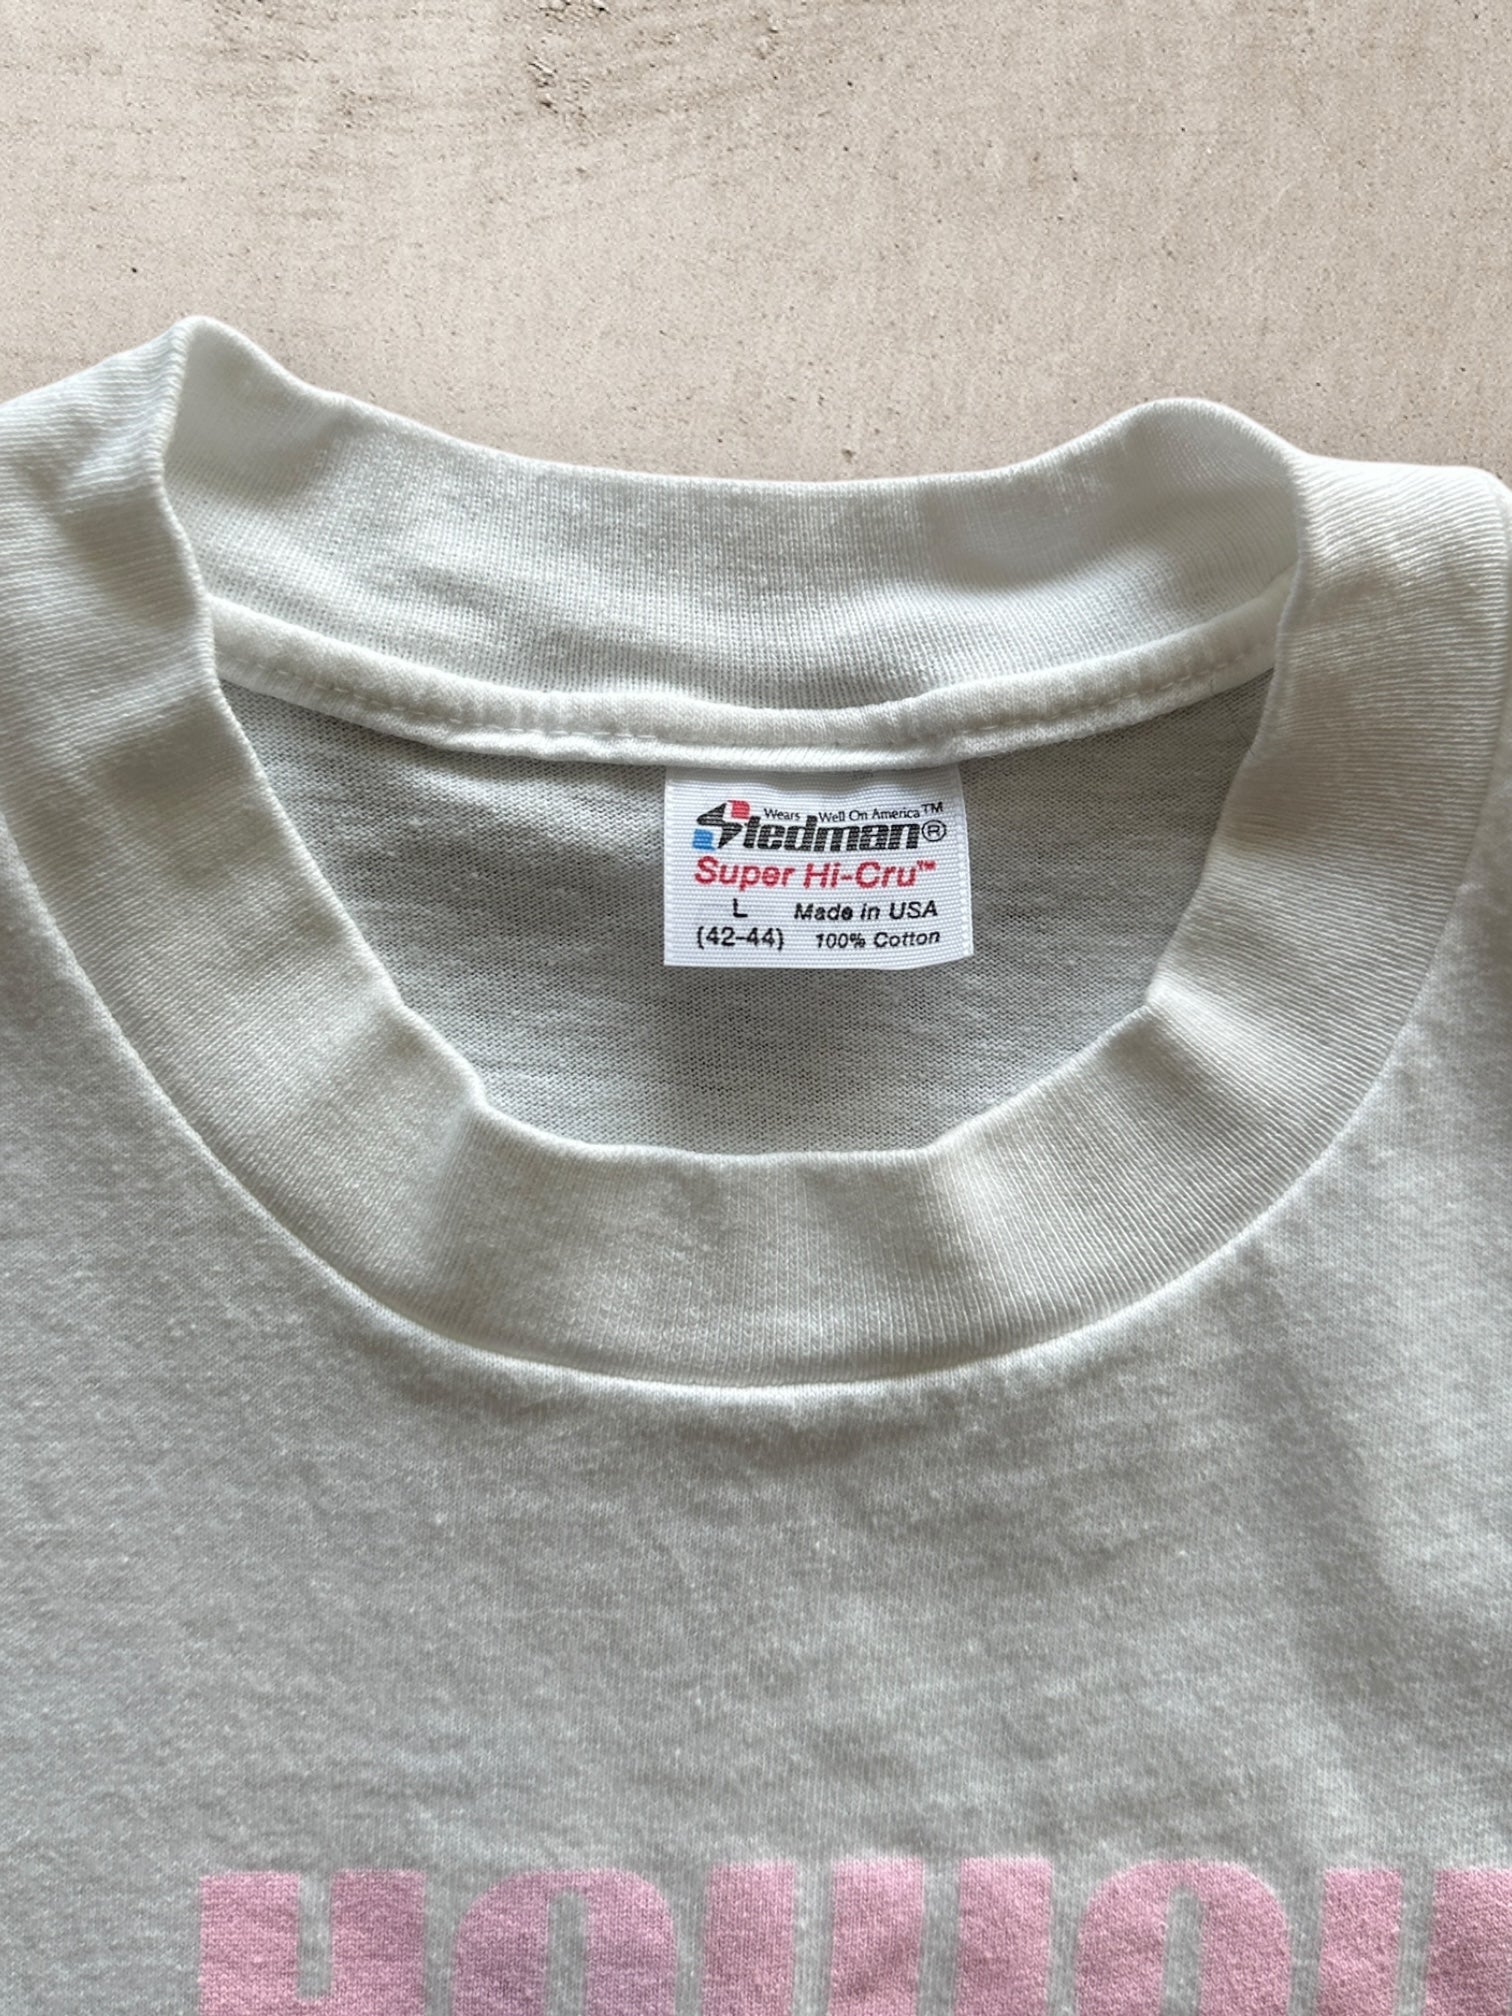 Wears Well On America™
Stedman®
Super Hi-Cru™
L Made in USA
(42-44) 100% Cotton